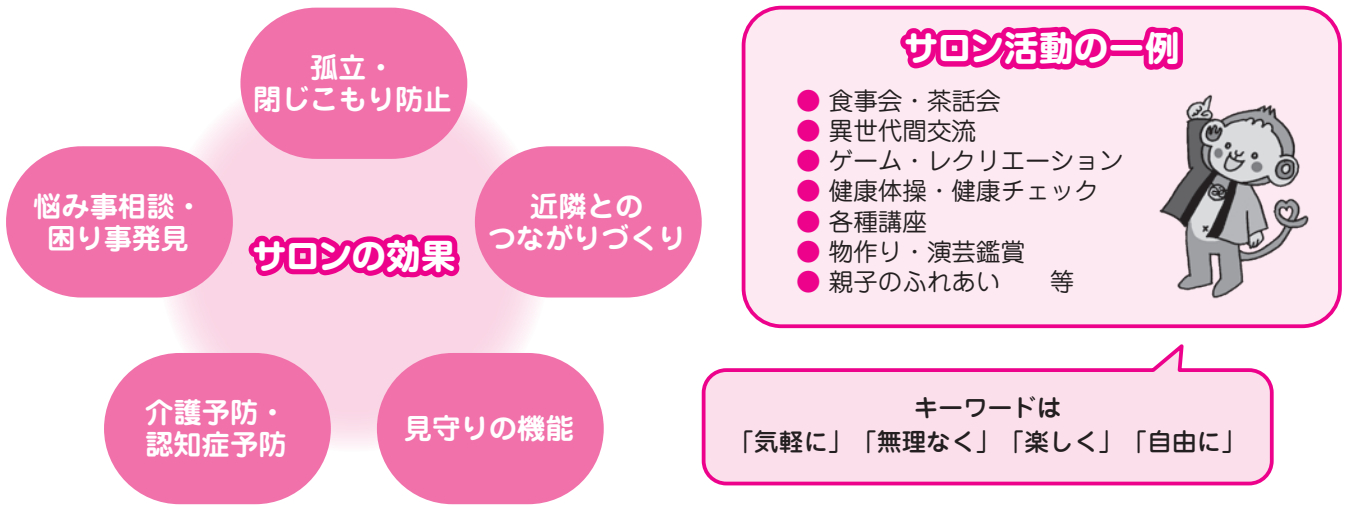 孤立・
閉じこもり防止
悩み事相談・
困り事発見
近隣との
つながりづくり
サロンの効果
介護予防・
認知症予防
見守りの機能
サロン活動の一例
● 食事会・茶話会
● 異世代間交流
● ゲーム・レクリエーション
● 健康体操・健康チェック
● 各種講座
● 物作り・演芸鑑賞
● 親子のふれあい　　等
キーワードは
「気軽に」「無理なく」「楽しく」「自由に」